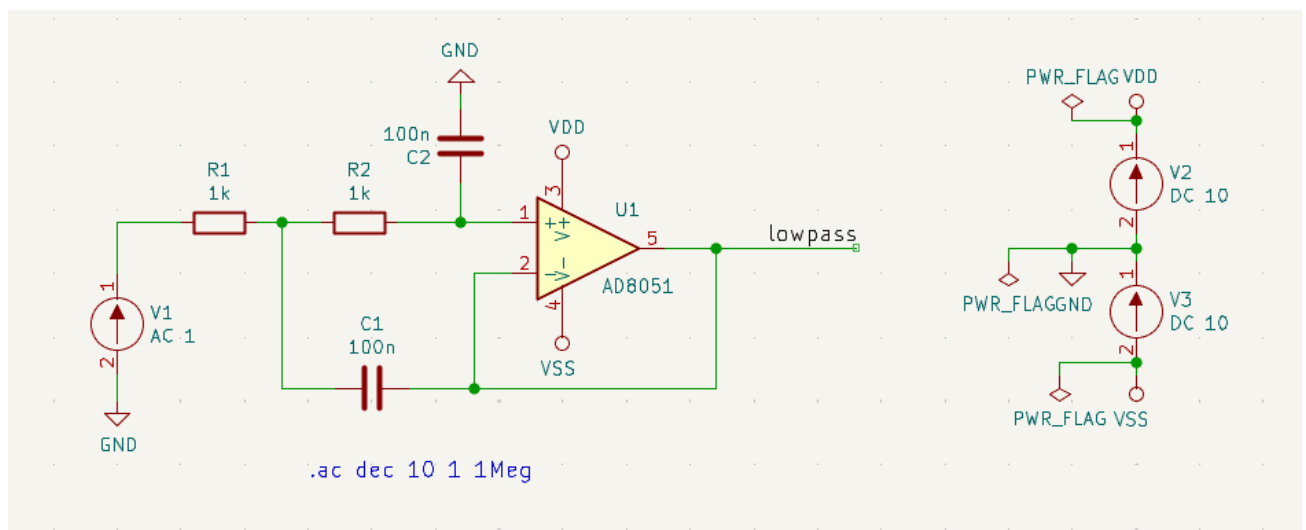 GND
PWR_FLAG VDD
100n
C2
VDD
R1
1k
R2
1k
3
1
V2
DC 10
2
1
+
V+
U1
5
lowpass
2
-
V-
AD8051
4
VSS
1
V1
AC 1
2
GND
C1
100n
PWR_FLAG GND
1
V3
DC 10
2
PWR_FLAG VSS
.ac dec 10 1 1Meg